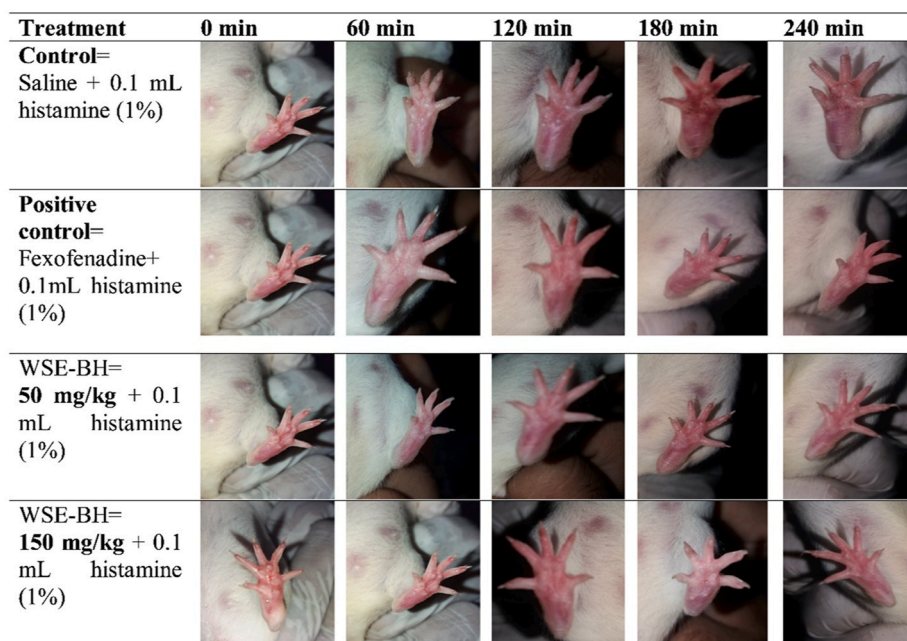 Treatment 0 min 60 min 120 min 180 min 240 min
Control=
Saline + 0.1 mL
histamine (1%)
Positive
control=
Fexofenadine+
0.1mL histamine
(1%)
WSE-BH=
50 mg/kg + 0.1
mL histamine
(1%)
WSE-BH=
150 mg/kg + 0.1
mL histamine
(1%)